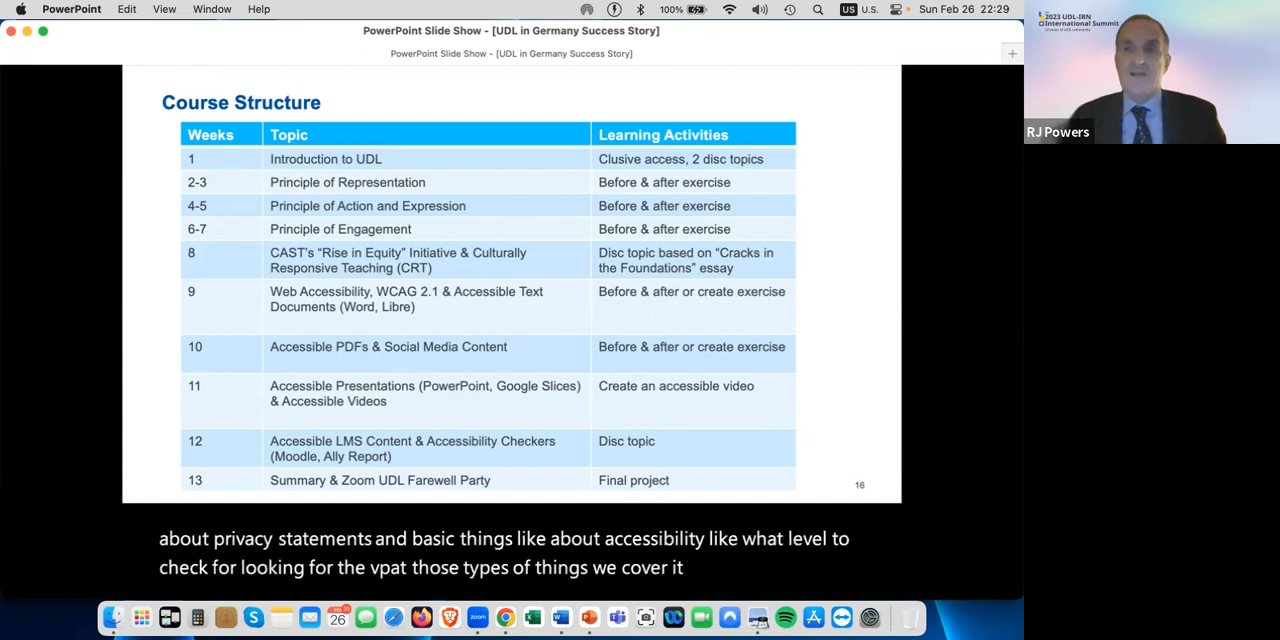 PowerPoint Edit View Window Help 100% US U.S. Sun Feb 26 22:29
PowerPoint Slide Show - [UDL in Germany Success Story]
PowerPoint Slide Show - [UDL in Germany Success Story]
2023 UDL-IRN
International Summit
RJ Powers
Course Structure
Weeks Topic Learning Activities
1 Introduction to UDL Clusive access, 2 disc topics
2-3 Principle of Representation Before & after exercise
4-5 Principle of Action and Expression Before & after exercise
6-7 Principle of Engagement Before & after exercise
8 CAST's “Rise in Equity” Initiative & Culturally Disc topic based on “Cracks in
Responsive Teaching (CRT) the Foundations” essay
9 Web Accessibility, WCAG 2.1 & Accessible Text Before & after or create exercise
Documents (Word, Libre)
10 Accessible PDFs & Social Media Content Before & after or create exercise
11 Accessible Presentations (PowerPoint, Google Slices) Create an accessible video
& Accessible Videos
12 Accessible LMS Content & Accessibility Checkers Disc topic
(Moodle, Ally Report)
13 Summary & Zoom UDL Farewell Party Final project
16
about privacy statements and basic things like about accessibility like what level to
check for looking for the vpat those types of things we cover it
zoom
26